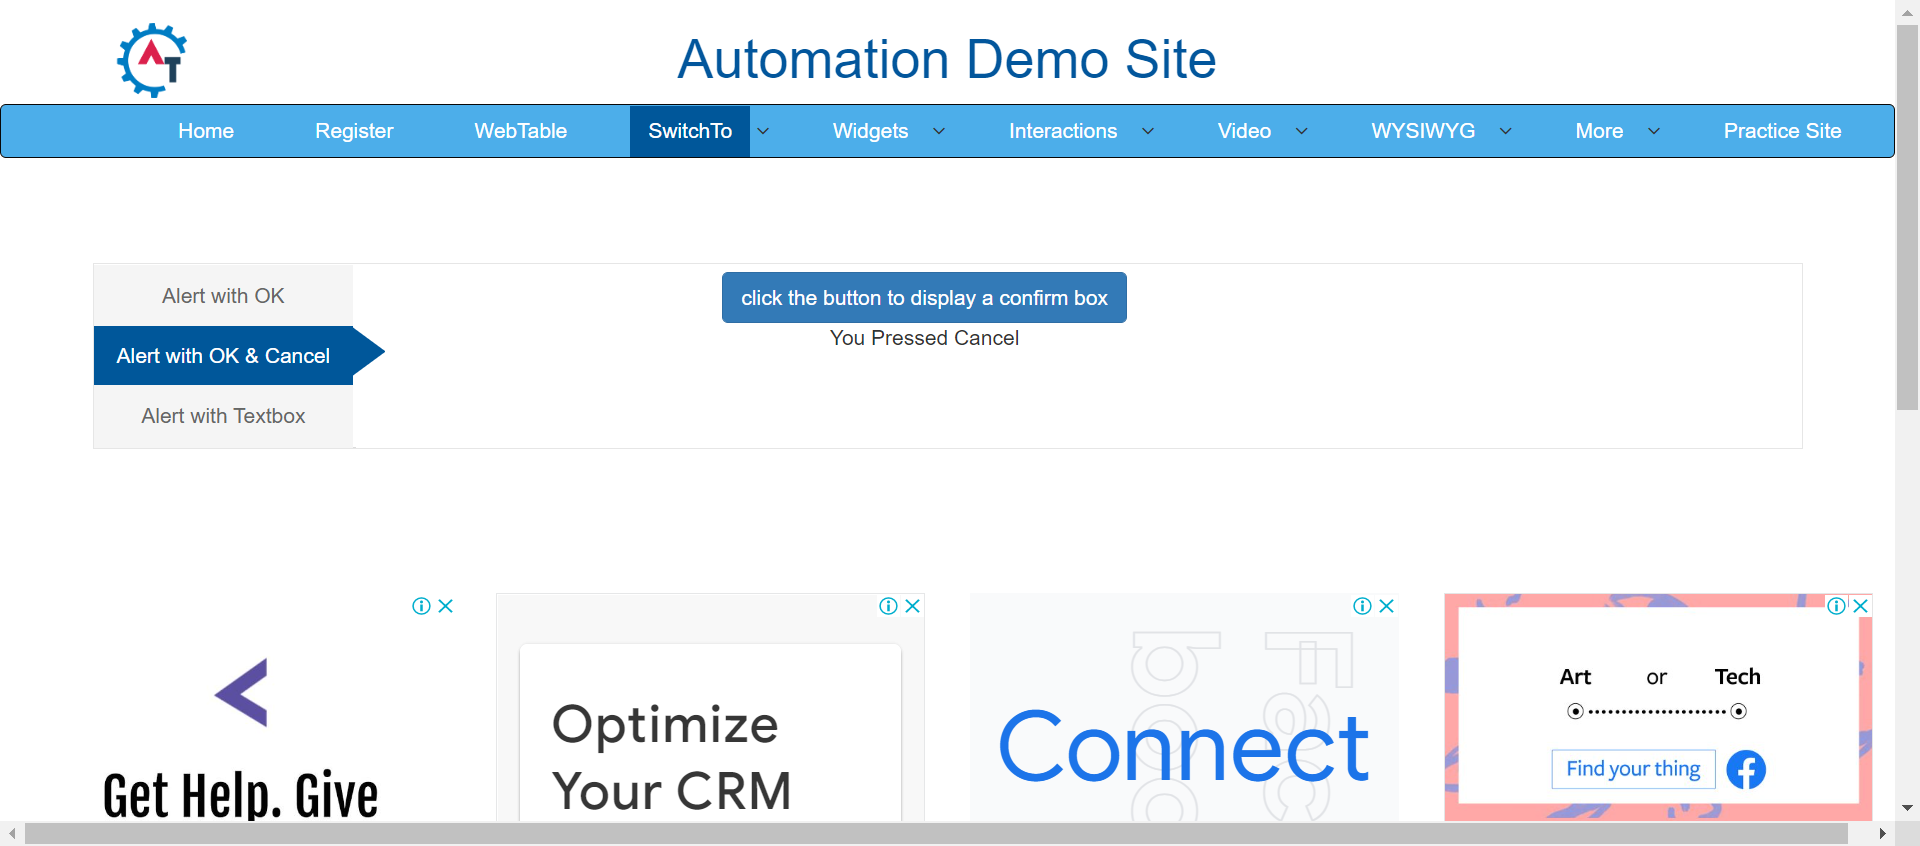 AT
Automation Demo Site
Home Register WebTable SwitchTo Widgets Interactions Video WYSIWYG More Practice Site
Alert with OK
Alert with OK & Cancel
Alert with Textbox
click the button to display a confirm box
You Pressed Cancel
Get Help. Give
Optimize
Your CRM
Connect
Art or Tech
Find your thing